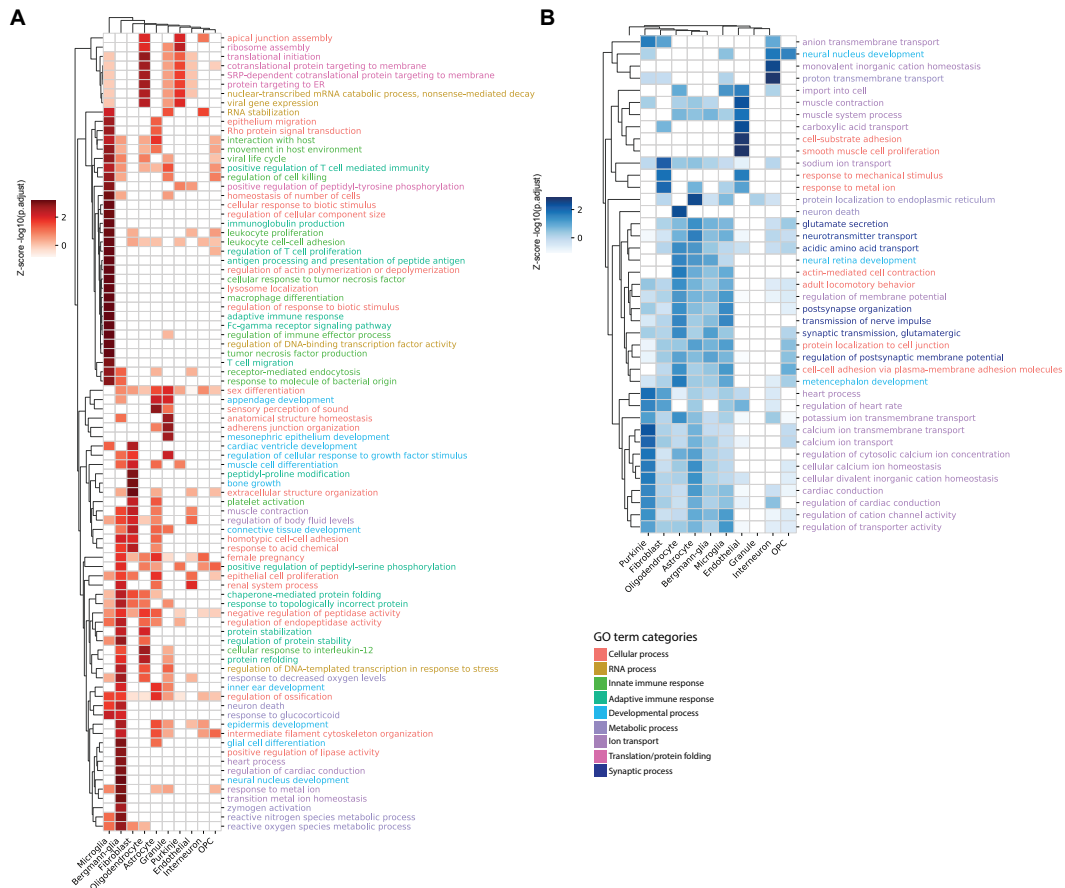 A
apical junction assembly
ribosome assembly
translational initiation
cotranslational protein targeting to membrane
SRP-dependent cotranslational protein targeting to membrane
protein targeting to ER
nuclear-transcribed mRNA catabolic process, nonsense-mediated decay
viral gene expression
RNA stabilization
epithelium migration
Rho protein signal transduction
interaction with host
movement in host environment
viral life cycle
positive regulation of T cell mediated immunity
regulation of cell killing
positive regulation of peptidyl-tyrosine phosphorylation
homeostasis of number of cells
cellular response to biotic stimulus
regulation of cellular component size
immunoglobulin production
leukocyte proliferation
leukocyte cell-cell adhesion
regulation of T cell proliferation
antigen processing and presentation of peptide antigen
regulation of actin polymerization or depolymerization
cellular response to tumor necrosis factor
lysosome localization
macrophage differentiation
regulation of response to biotic stimulus
adaptive immune response
Fc-gamma receptor signaling pathway
regulation of immune effector process
regulation of DNA-binding transcription factor activity
tumor necrosis factor production
T cell migration
receptor-mediated endocytosis
response to molecule of bacterial origin
sex differentiation
appendage development
sensory perception of sound
anatomical structure homeostasis
adherens junction organization
mesonephric epithelium development
cardiac ventricle development
regulation of cellular response to growth factor stimulus
muscle cell differentiation
peptidyl-proline modification
bone growth
extracellular structure organization
platelet activation
muscle contraction
regulation of body fluid levels
connective tissue development
homotypic cell-cell adhesion
response to acid chemical
female pregnancy
positive regulation of peptidyl-serine phosphorylation
epithelial cell proliferation
renal system process
chaperone-mediated protein folding
response to topologically incorrect protein
negative regulation of peptidase activity
regulation of endopeptidase activity
protein stabilization
regulation of protein stability
cellular response to interleukin-12
protein refolding
regulation of DNA-templated transcription in response to stress
response to decreased oxygen levels
inner ear development
regulation of ossification
neuron death
response to glucocorticoid
epidermis development
intermediate filament cytoskeleton organization
glial cell differentiation
positive regulation of lipase activity
heart process
regulation of cardiac conduction
neural nucleus development
response to metal ion
transition metal ion homeostasis
zymogen activation
reactive nitrogen species metabolic process
reactive oxygen species metabolic process
Z-score -log10(p.adjust)
2
0
Microglia
Bergmann-glia
Fibroblast
Oligodendrocyte
Astrocyte
Granule
Purkinje
Endothelial
Interneuron
OPC
B
anion transmembrane transport
neural nucleus development
monovalent inorganic cation homeostasis
proton transmembrane transport
import into cell
muscle contraction
muscle system process
carboxylic acid transport
cell-substrate adhesion
smooth muscle cell proliferation
sodium ion transport
response to mechanical stimulus
response to metal ion
protein localization to endoplasmic reticulum
neuron death
glutamate secretion
neurotransmitter transport
acidic amino acid transport
neural retina development
actin-mediated cell contraction
adult locomotory behavior
regulation of membrane potential
postsynapse organization
transmission of nerve impulse
synaptic transmission, glutamatergic
protein localization to cell junction
regulation of postsynaptic membrane potential
cell-cell adhesion via plasma-membrane adhesion molecules
metencephalon development
heart process
regulation of heart rate
potassium ion transmembrane transport
calcium ion transmembrane transport
calcium ion transport
regulation of cytosolic calcium ion concentration
cellular calcium ion homeostasis
cellular divalent inorganic cation homeostasis
cardiac conduction
regulation of cardiac conduction
regulation of cation channel activity
regulation of transporter activity
Z-score -log10(p.adjust)
2
0
Purkinje
Fibroblast
Oligodendrocyte
Astrocyte
Bergmann-glia
Microglia
Endothelial
Granule
Interneuron
OPC
GO term categories
Cellular process
RNA process
Innate immune response
Adaptive immune response
Developmental process
Metabolic process
Ion transport
Translation/protein folding
Synaptic process